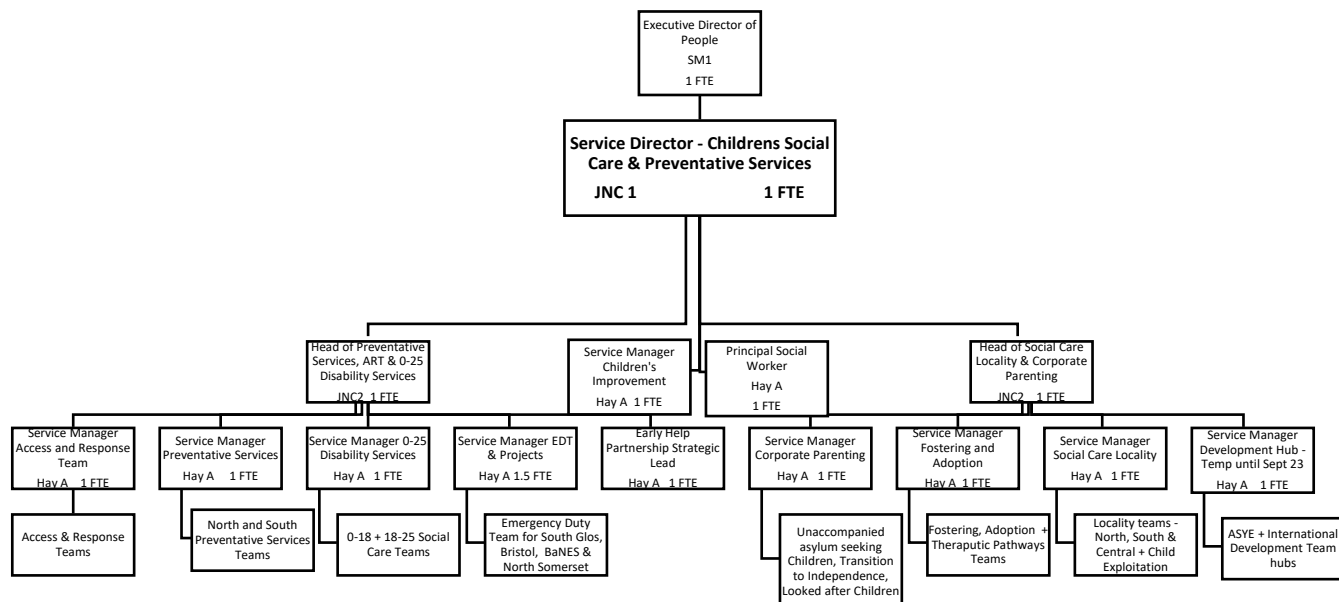 Executive Director of
People
SM1
1 FTE
Service Director - Childrens Social
Care & Preventative Services
JNC 1 1 FTE
Head of Preventative
Services, ART & 0-25
Disability Services
JNC2 1 FTE
Service Manager
Children's
Improvement
Hay A 1 FTE
Principal Social
Worker
Hay A
1 FTE
Head of Social Care
Locality & Corporate
Parenting
JNC2 1 FTE
Service Manager
Access and Response
Team
Hay A 1 FTE
Service Manager
Preventative Services
Hay A 1 FTE
Service Manager 0-25
Disability Services
Hay A 1 FTE
Service Manager EDT
& Projects
Hay A 1.5 FTE
Early Help
Partnership Strategic
Lead
Hay A 1 FTE
Service Manager
Corporate Parenting
Hay A 1 FTE
Service Manager
Fostering and
Adoption
Hay A 1 FTE
Service Manager
Social Care Locality
Hay A 1 FTE
Service Manager
Development Hub -
Temp until Sept 23
Hay A 1 FTE
Access & Response
Teams
North and South
Preventative Services
Teams
0-18 + 18-25 Social
Care Teams
Emergency Duty
Team for South Glos,
Bristol, BaNES &
North Somerset
Unaccompanied
asylum seeking
Children, Transition
to Independence,
Looked after Children
Fostering, Adoption +
Theraputic Pathways
Teams
Locality teams -
North, South &
Central + Child
Exploitation
ASYE + International
Development Team
hubs